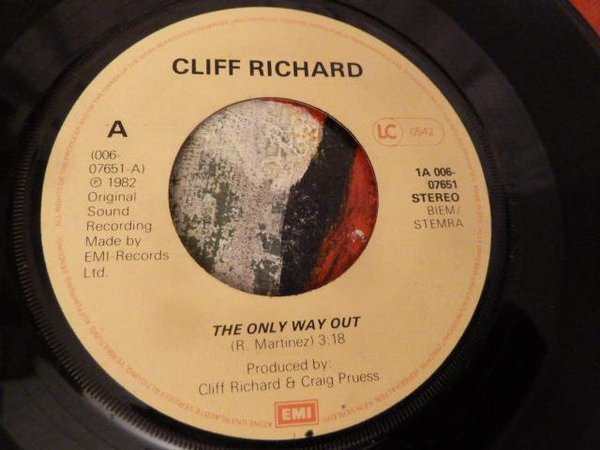 CLIFF RICHARD
A
(006-
07651-A)
℗ 1982
Original
Sound
Recording
Made by
EMI-Records
Ltd.
LC 0542
1A 006-
07651
STEREO
BIEM/
STEMRA
THE ONLY WAY OUT
(R. Martinez) 3:18
Produced by:
Cliff Richard & Craig Pruess
EMI